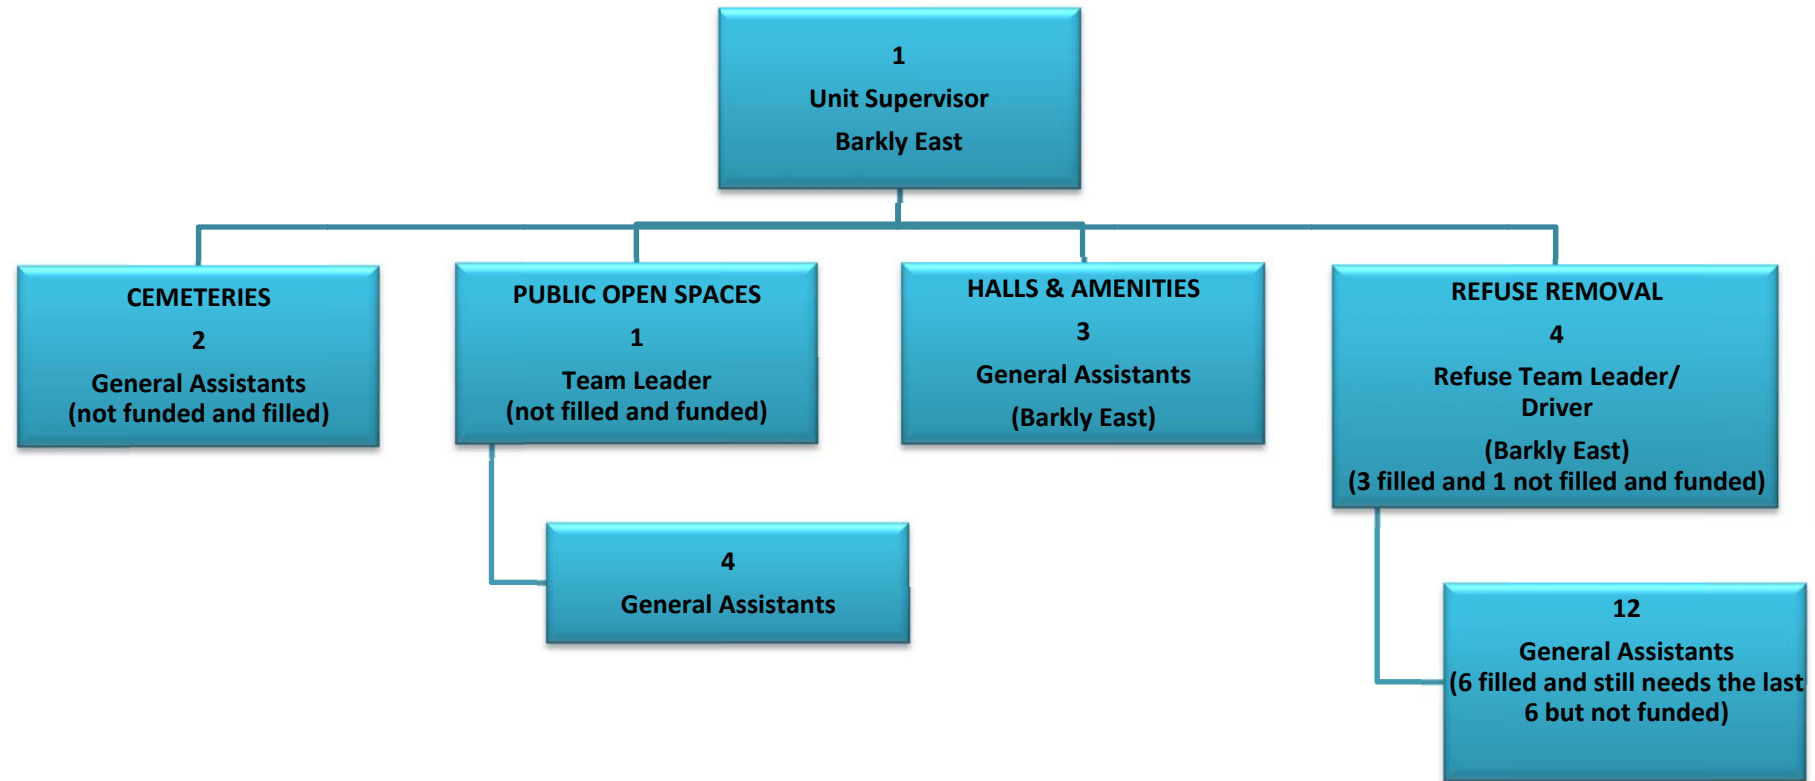 1
Unit Supervisor
Barkly East
CEMETERIES
2
General Assistants
(not funded and filled)
PUBLIC OPEN SPACES
1
Team Leader
(not filled and funded)
4
General Assistants
HALLS & AMENITIES
3
General Assistants
(Barkly East)
REFUSE REMOVAL
4
Refuse Team Leader/
Driver
(Barkly East)
(3 filled and 1 not filled and funded)
12
General Assistants
(6 filled and still needs the last
6 but not funded)